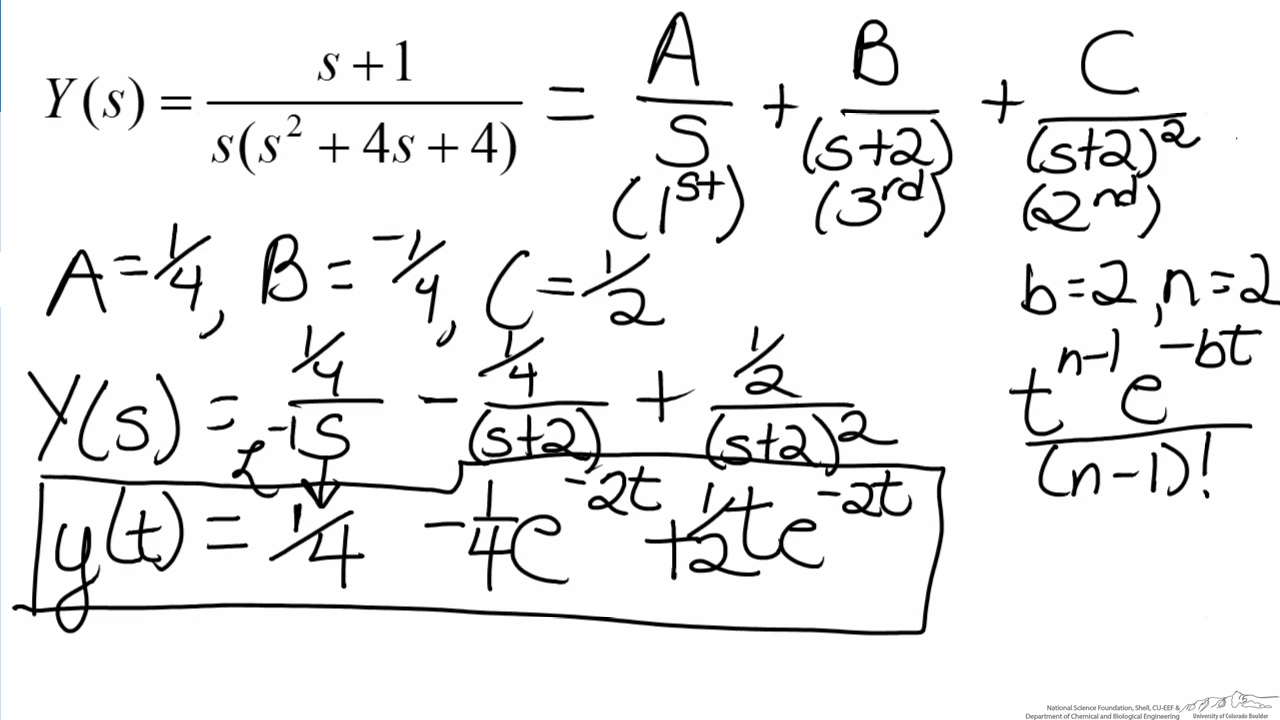 Y(s) = (s+1)/(s(s² + 4s + 4)) = A/S + B/(s+2) + C/(s+2)²
(1st) (3rd) (2nd)
A = 1/4, B = -1/4, C = 1/2
b=2, n=2
t^(n-1) e^(-bt)/(n-1)!
Y(s) = (1/4)/S - (1/4)/(s+2) + (1/2)/(s+2)²
ℒ⁻¹
y(t) = 1/4 - 1/4 e^(-2t) + 1/2 te^(-2t)
National Science Foundation, Shell, CU-EEF &
Department of Chemical and Biological Engineering
University of Colorado Boulder